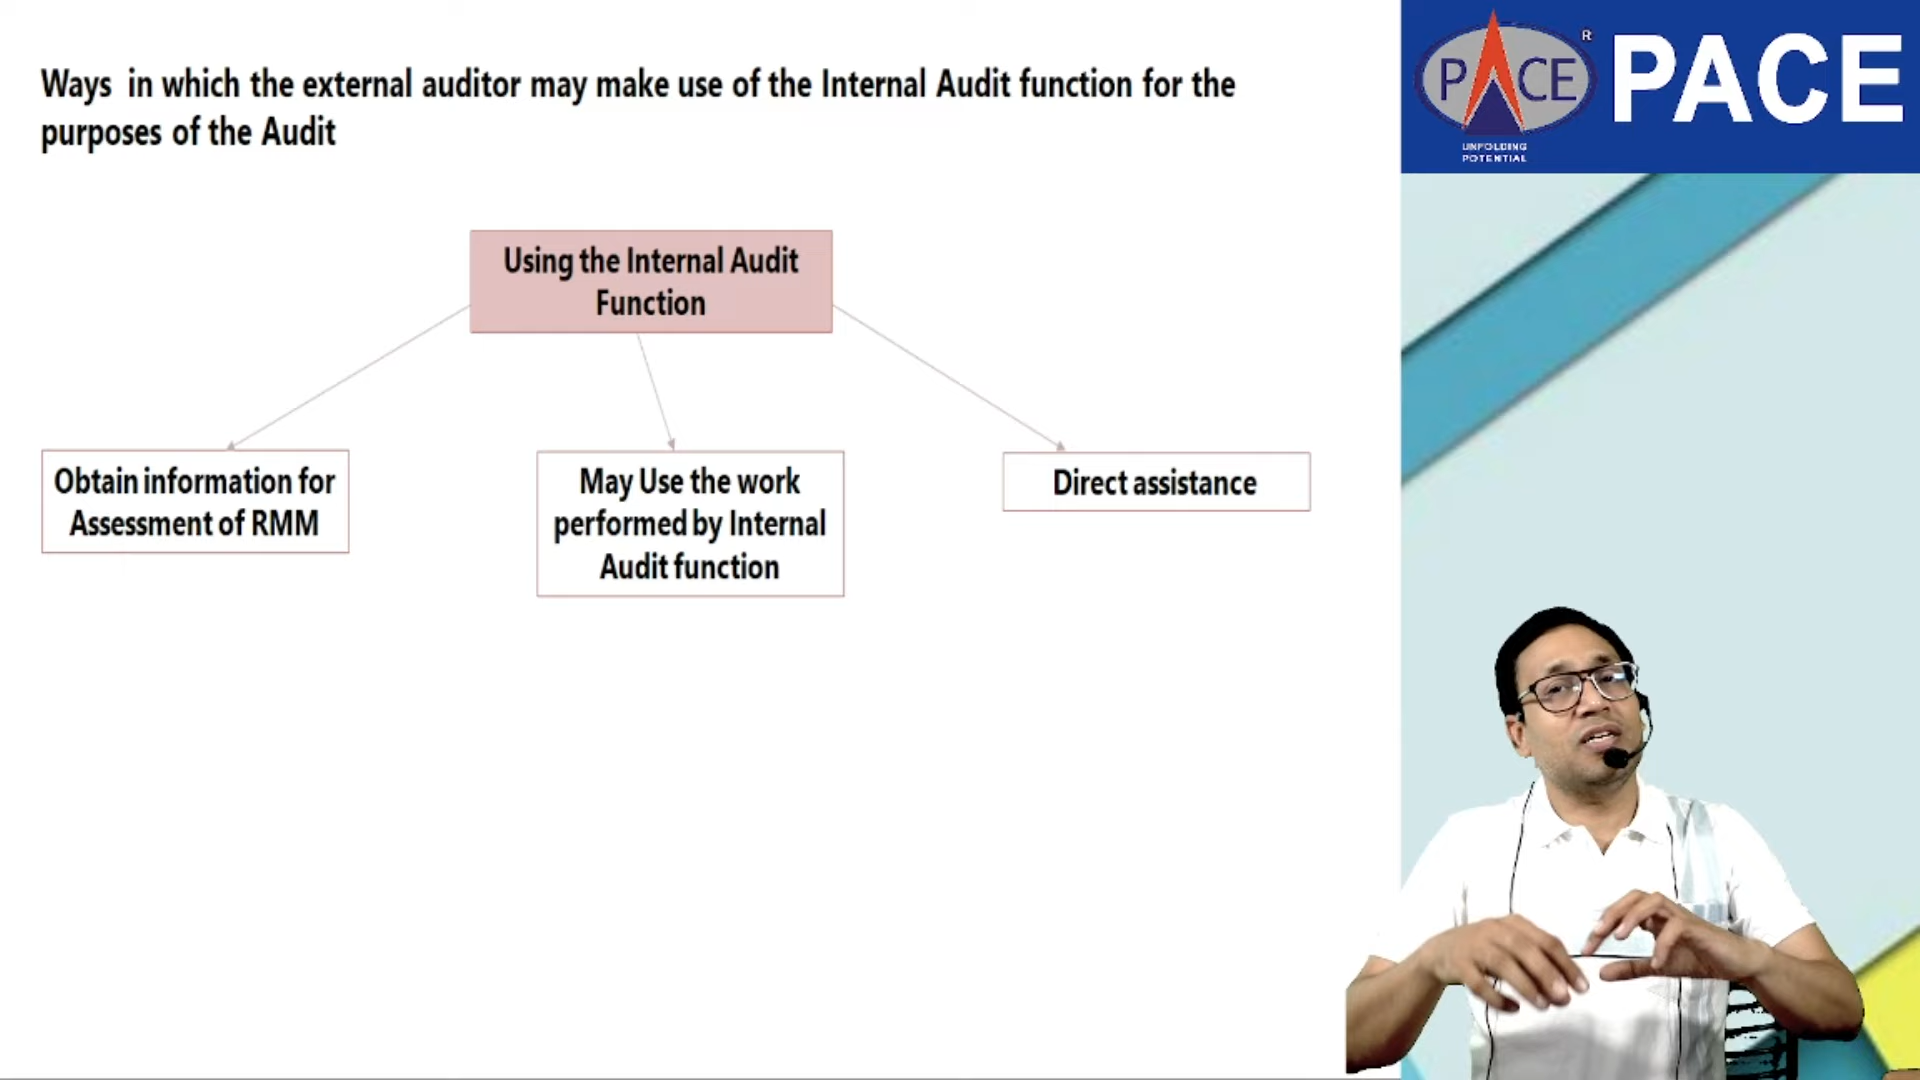 Ways in which the external auditor may make use of the Internal Audit function for the
purposes of the Audit
Using the Internal Audit
Function
Obtain information for
Assessment of RMM
May Use the work
performed by Internal
Audit function
Direct assistance
PACE
R
UNFOLDING
POTENTIAL
PACE